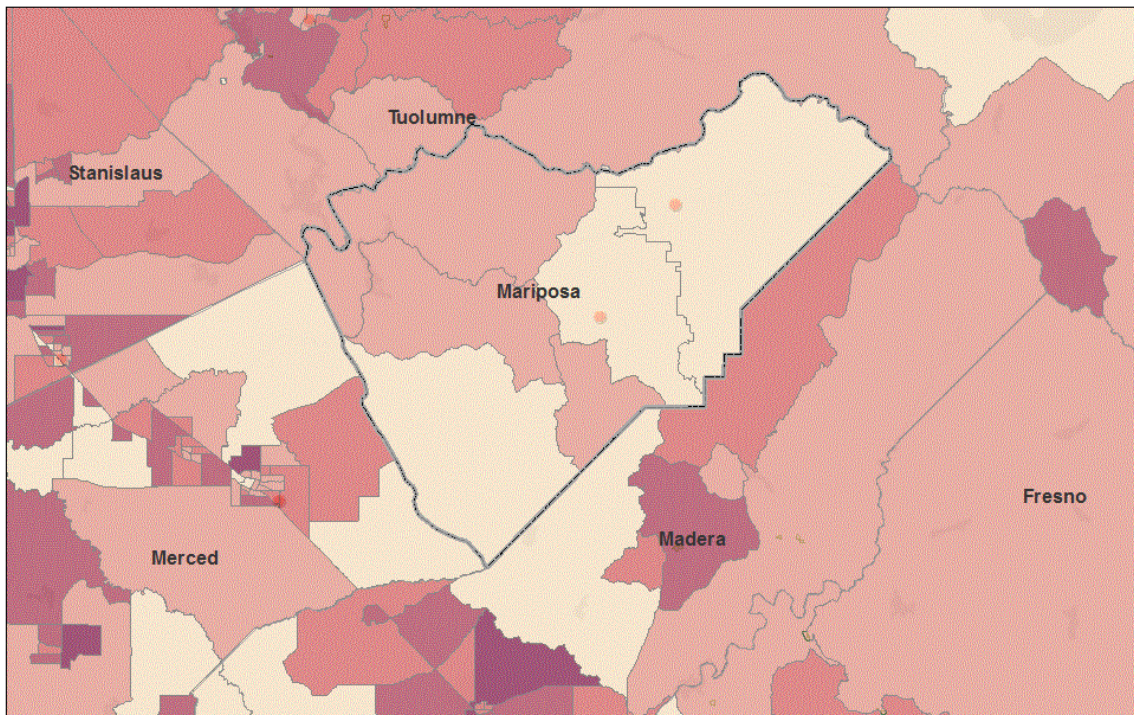 Tuolumne
Stanislaus
Mariposa
Fresno
Madera
Merced